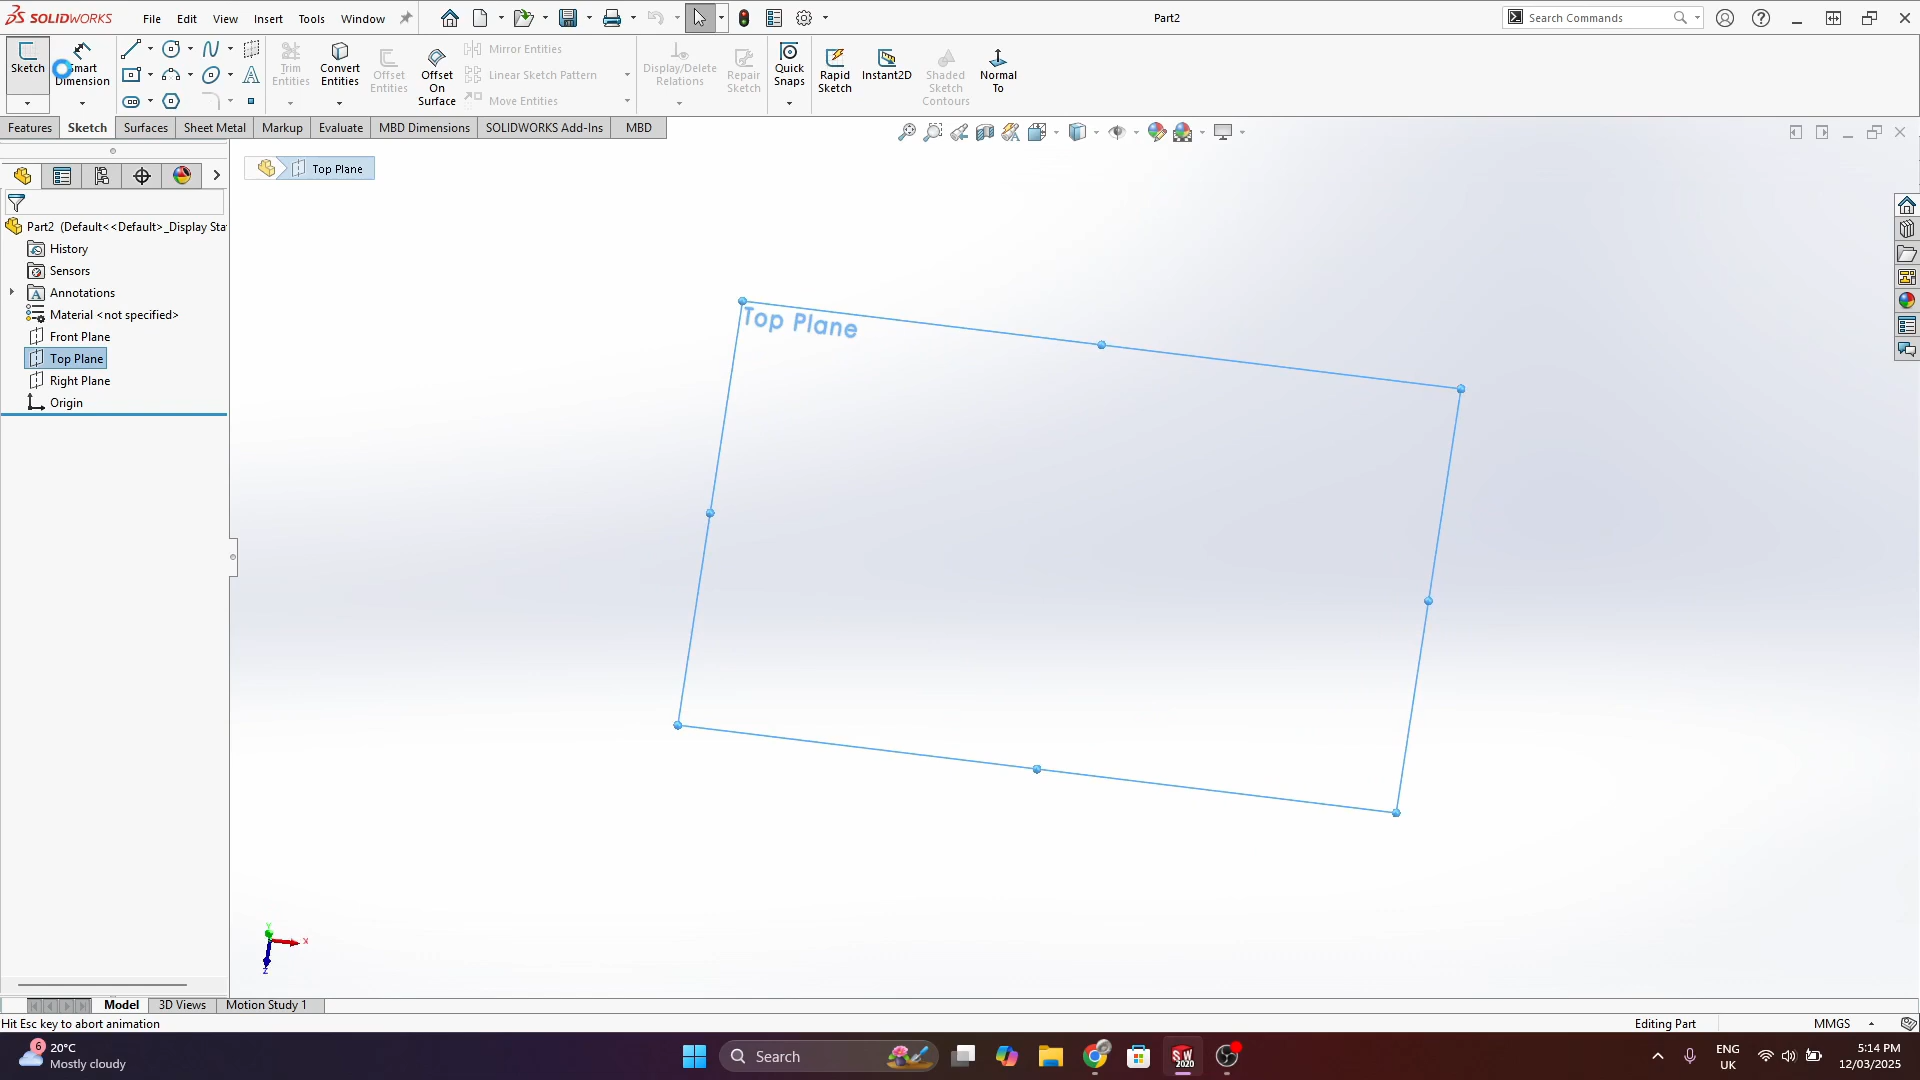 SOLIDWORKS File Edit View Insert Tools Window Part2 Search Commands
Sketch Smart Dimension Trim Entities Convert Entities Offset Entities Offset On Surface Mirror Entities Linear Sketch Pattern Move Entities Display/Delete Relations Repair Sketch Quick Snaps Rapid Sketch Instant2D Shaded Sketch Contours Normal To
Features Sketch Surfaces Sheet Metal Markup Evaluate MBD Dimensions SOLIDWORKS Add-Ins MBD
Top Plane
Part2 (Default<<Default>_Display Sta
History
Sensors
Annotations
Material <not specified>
Front Plane
Top Plane
Right Plane
Origin
Top Plane
Y
X
Z
Model 3D Views Motion Study 1
Hit Esc key to abort animation Editing Part MMGS
6 20°C
Mostly cloudy
Search
SW
2020
ENG
UK
5:14 PM
12/03/2025